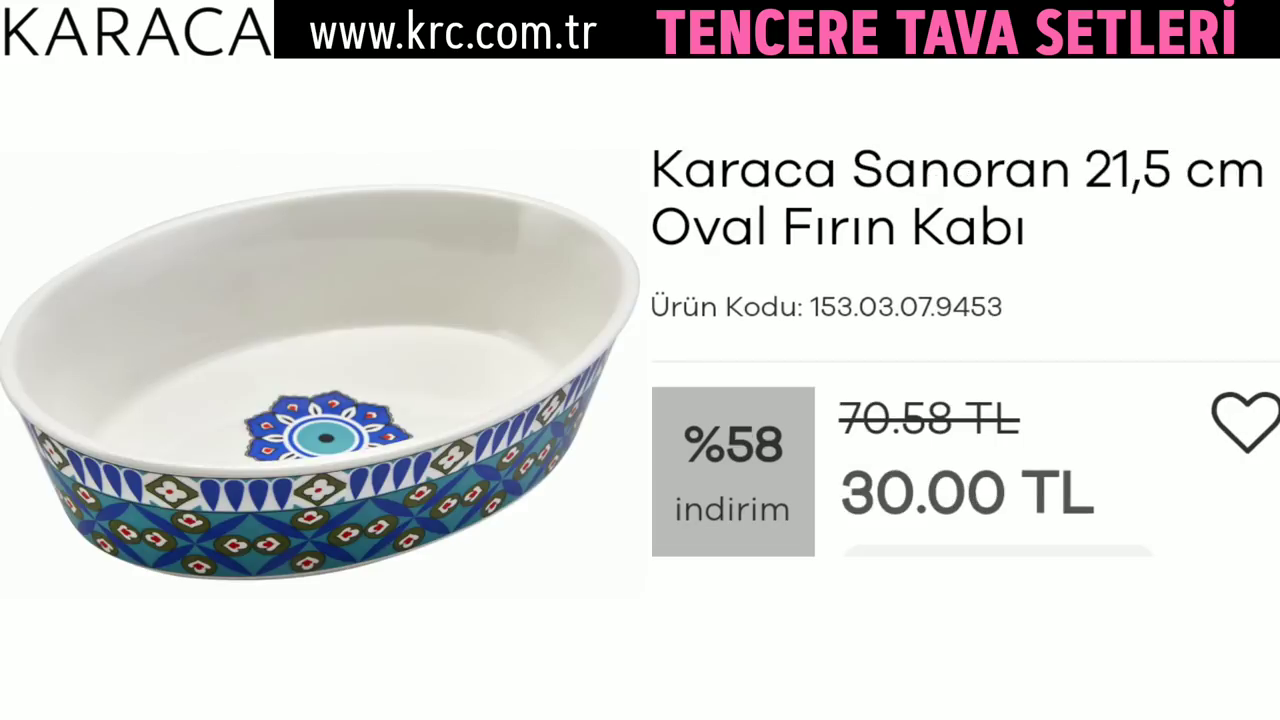 KARACA
www.krc.com.tr
TENCERE TAVA SETLERİ
Karaca Sanoran 21,5 cm
Oval Fırın Kabı
Ürün Kodu: 153.03.07.9453
%58
indirim
70.58 TL
30.00 TL